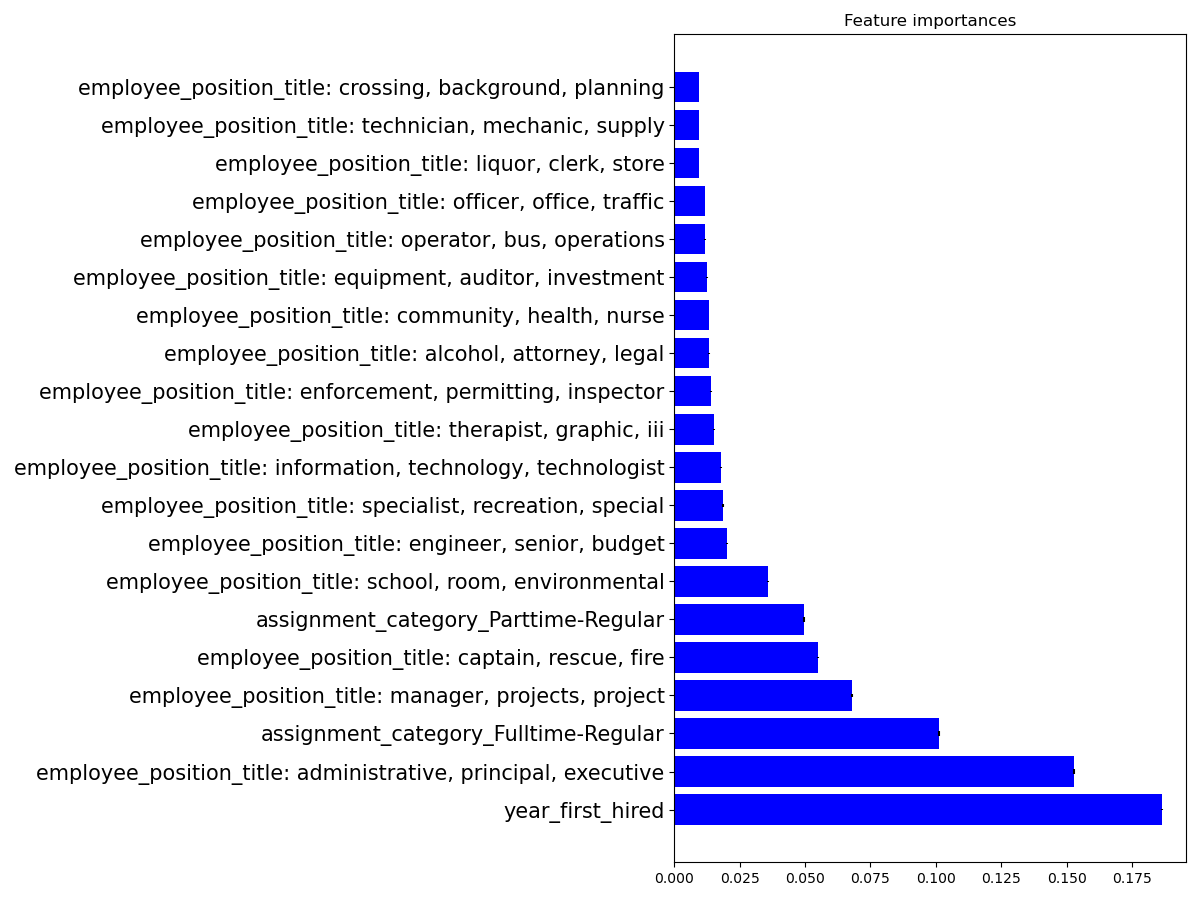 Feature importances
employee_position_title: crossing, background, planning
employee_position_title: technician, mechanic, supply
employee_position_title: liquor, clerk, store
employee_position_title: officer, office, traffic
employee_position_title: operator, bus, operations
employee_position_title: equipment, auditor, investment
employee_position_title: community, health, nurse
employee_position_title: alcohol, attorney, legal
employee_position_title: enforcement, permitting, inspector
employee_position_title: therapist, graphic, iii
employee_position_title: information, technology, technologist
employee_position_title: specialist, recreation, special
employee_position_title: engineer, senior, budget
employee_position_title: school, room, environmental
assignment_category_Parttime-Regular
employee_position_title: captain, rescue, fire
employee_position_title: manager, projects, project
assignment_category_Fulltime-Regular
employee_position_title: administrative, principal, executive
year_first_hired
0.000 0.025 0.050 0.075 0.100 0.125 0.150 0.175